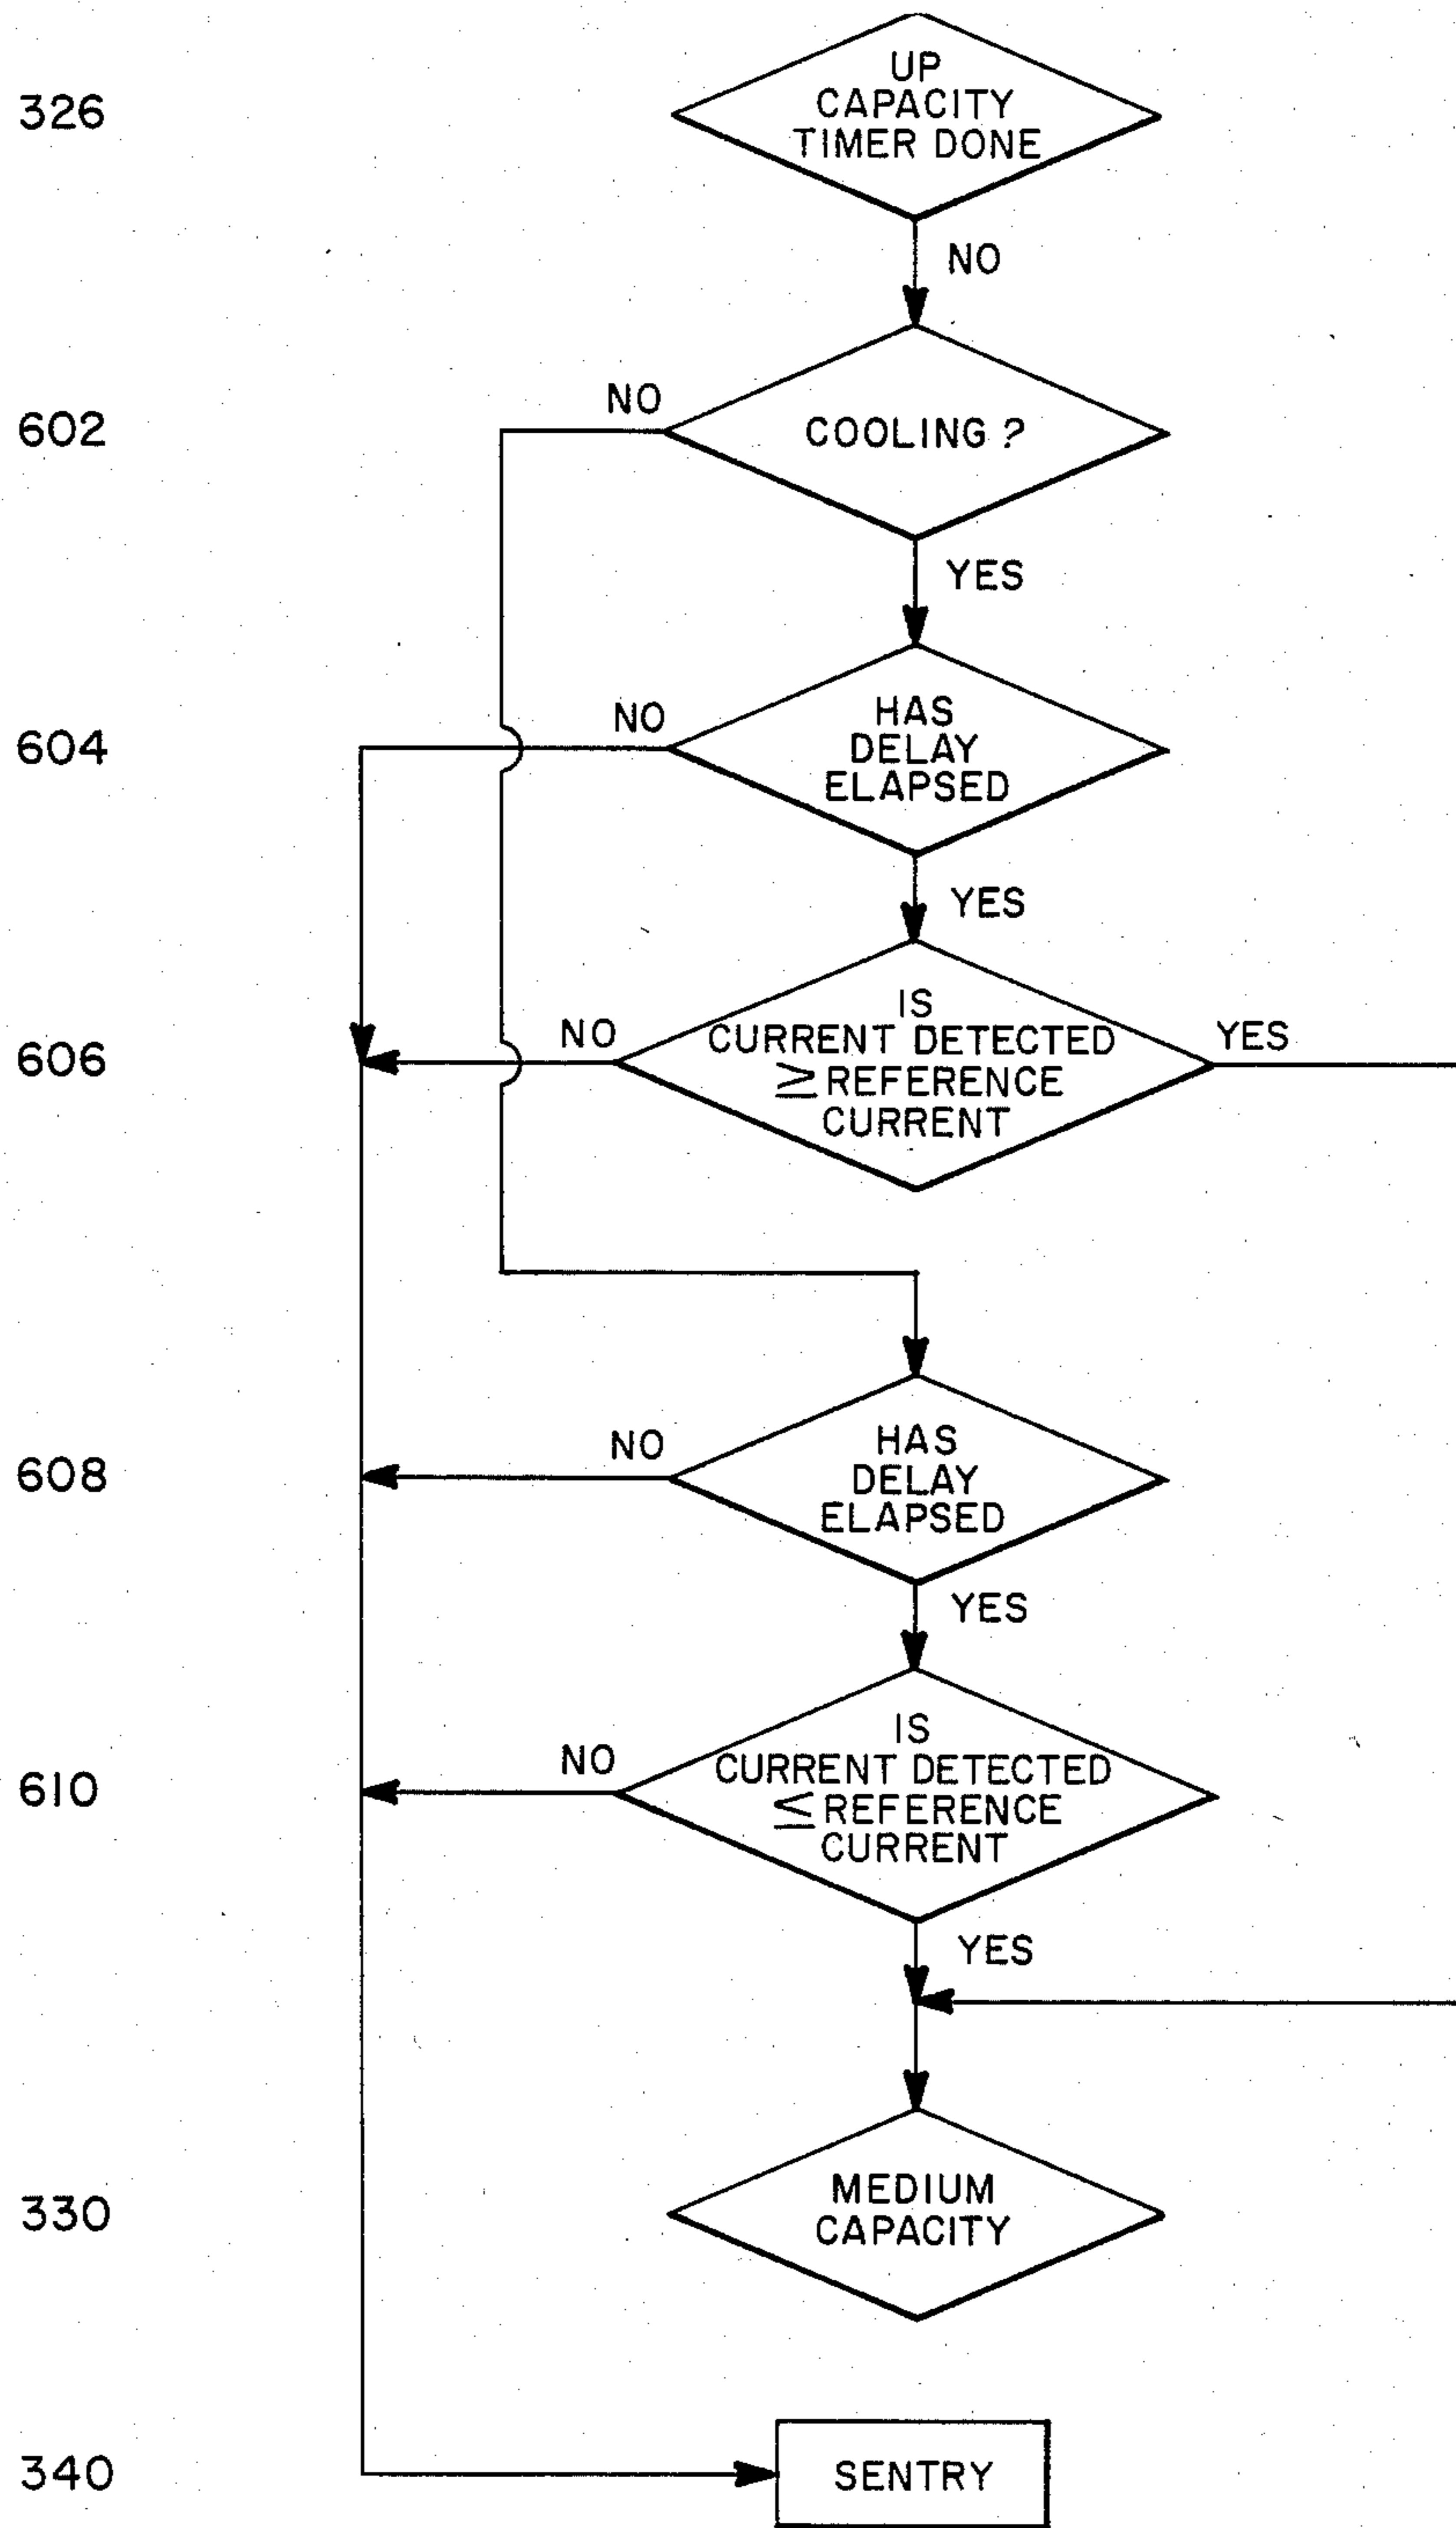 326
UP
CAPACITY
TIMER DONE
NO
602
NO
COOLING ?
YES
604
NO
HAS
DELAY
ELAPSED
YES
606
NO
IS
CURRENT DETECTED
≥ REFERENCE
CURRENT
YES
608
NO
HAS
DELAY
ELAPSED
YES
610
NO
IS
CURRENT DETECTED
≤ REFERENCE
CURRENT
YES
330
MEDIUM
CAPACITY
340
SENTRY